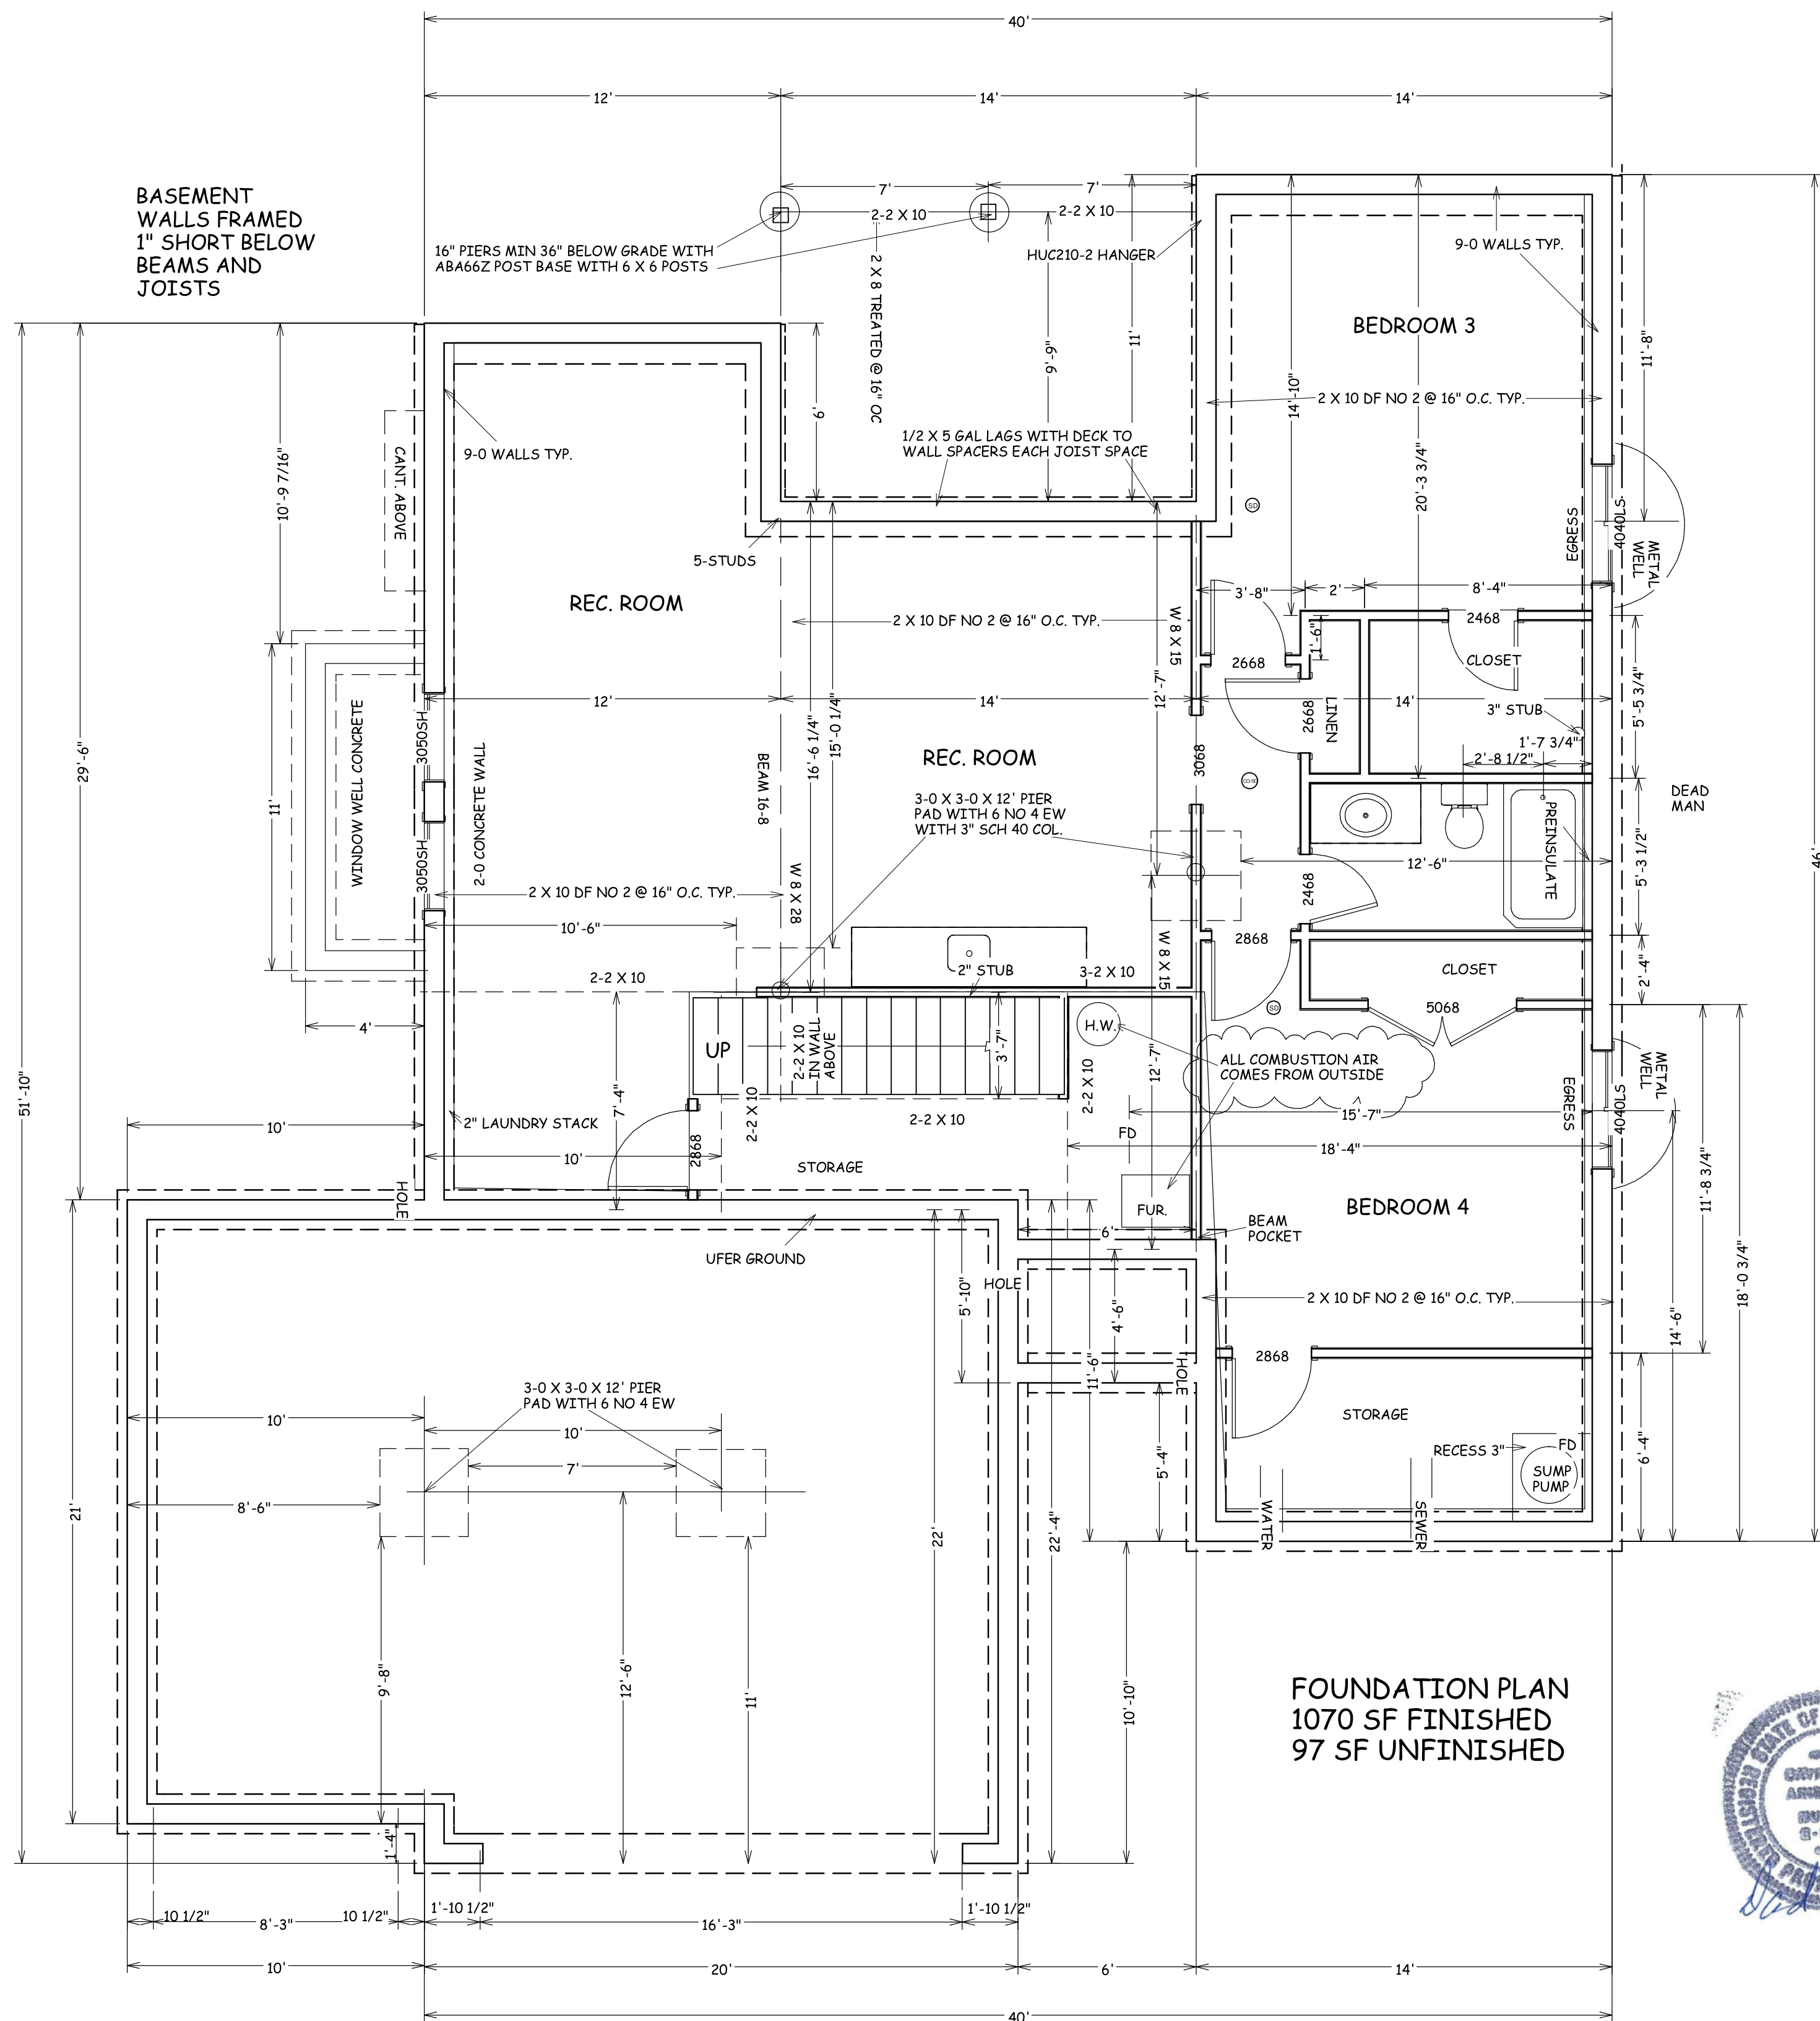 40'
12'
14'
14'
BASEMENT
WALLS FRAMED
1" SHORT BELOW
BEAMS AND
JOISTS
7'
7'
2-2 X 10
2-2 X 10
16" PIERS MIN 36" BELOW GRADE WITH
ABA66Z POST BASE WITH 6 X 6 POSTS
HUC210-2 HANGER
2 X 8 TREATED @ 16" OC
9'-9"
11'
6'
9-0 WALLS TYP.
BEDROOM 3
14'-10"
20'-3 3/4"
11'-8"
46'
2 X 10 DF NO 2 @ 16" O.C. TYP.
1/2 X 5 GAL LAGS WITH DECK TO
WALL SPACERS EACH JOIST SPACE
9-0 WALLS TYP.
CANT. ABOVE
10'-9 7/16"
29'-6"
51'-10"
5-STUDS
SD
EGRESS
4040LS
METAL
WELL
REC. ROOM
2 X 10 DF NO 2 @ 16" O.C. TYP.
W 8 X 15
3'-8"
2'
8'-4"
2468
1'-6"
2668
CLOSET
12'
14'
12'-7"
14'
2668
LINEN
3" STUB
5'-5 3/4"
1'-7 3/4"
2'-8 1/2"
16'-6 1/4"
15'-0 1/4"
BEAM 16-8
REC. ROOM
3068
CO/SD
DEAD
MAN
11'
WINDOW WELL CONCRETE
3050SH
3050SH
2-0 CONCRETE WALL
3-0 X 3-0 X 12' PIER
PAD WITH 6 NO 4 EW
WITH 3" SCH 40 COL.
PREINSULATE
12'-6"
5'-3 1/2"
2468
2 X 10 DF NO 2 @ 16" O.C. TYP.
W 8 X 28
10'-6"
2868
W 8 X 15
2'-4"
CLOSET
2-2 X 10
2" STUB
3-2 X 10
5068
SD
4'
H.W.
UP
2-2 X 10
IN WALL
ABOVE
3'-7"
2-2 X 10
12'-7"
ALL COMBUSTION AIR
COMES FROM OUTSIDE
METAL
WELL
4040LS
EGRESS
7'-4"
2-2 X 10
2-2 X 10
15'-7"
FD
18'-4"
10'
2" LAUNDRY STACK
10'
2868
STORAGE
11'-8 3/4"
18'-0 3/4"
14'-6"
HOLE
FUR.
BEDROOM 4
6'
BEAM
POCKET
UFER GROUND
HOLE
5'-10"
4'-6"
2 X 10 DF NO 2 @ 16" O.C. TYP.
11'-6"
HOLE
2868
3-0 X 3-0 X 12' PIER
PAD WITH 6 NO 4 EW
10'
10'
STORAGE
RECESS 3"
FD
SUMP
PUMP
6'-4"
5'-4"
7'
8'-6"
21'
WATER
SEWER
22'
22'-4"
9'-8"
12'-6"
11'
10'-10"
FOUNDATION PLAN
1070 SF FINISHED
97 SF UNFINISHED
STATE OF
1'-4"
10 1/2"
8'-3"
10 1/2"
1'-10 1/2"
16'-3"
1'-10 1/2"
10'
20'
6'
14'
40'